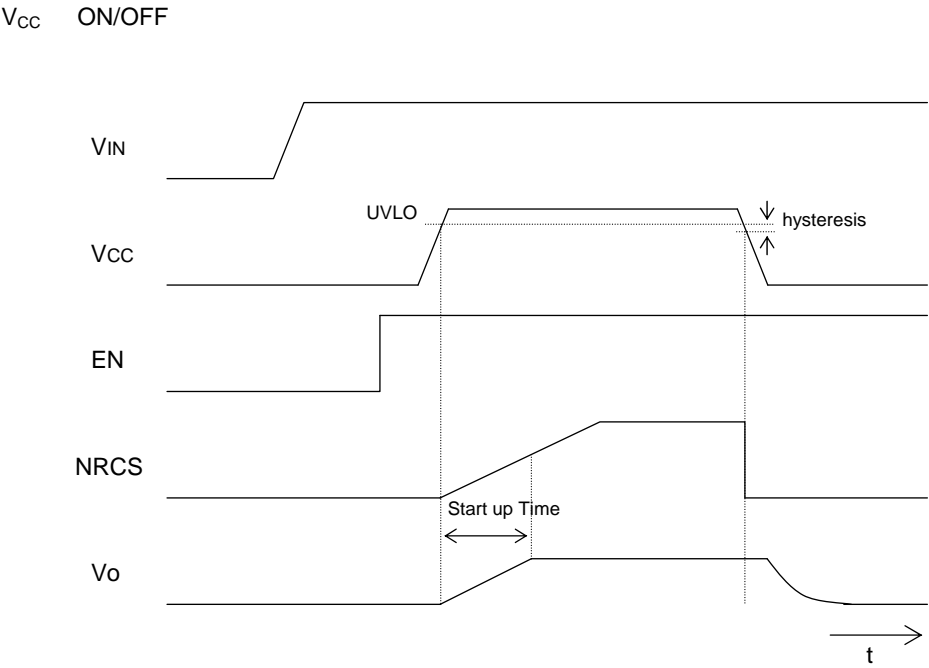 VCC ON/OFF
VIN
UVLO
hysteresis
VCC
EN
NRCS
Start up Time
Vo
t